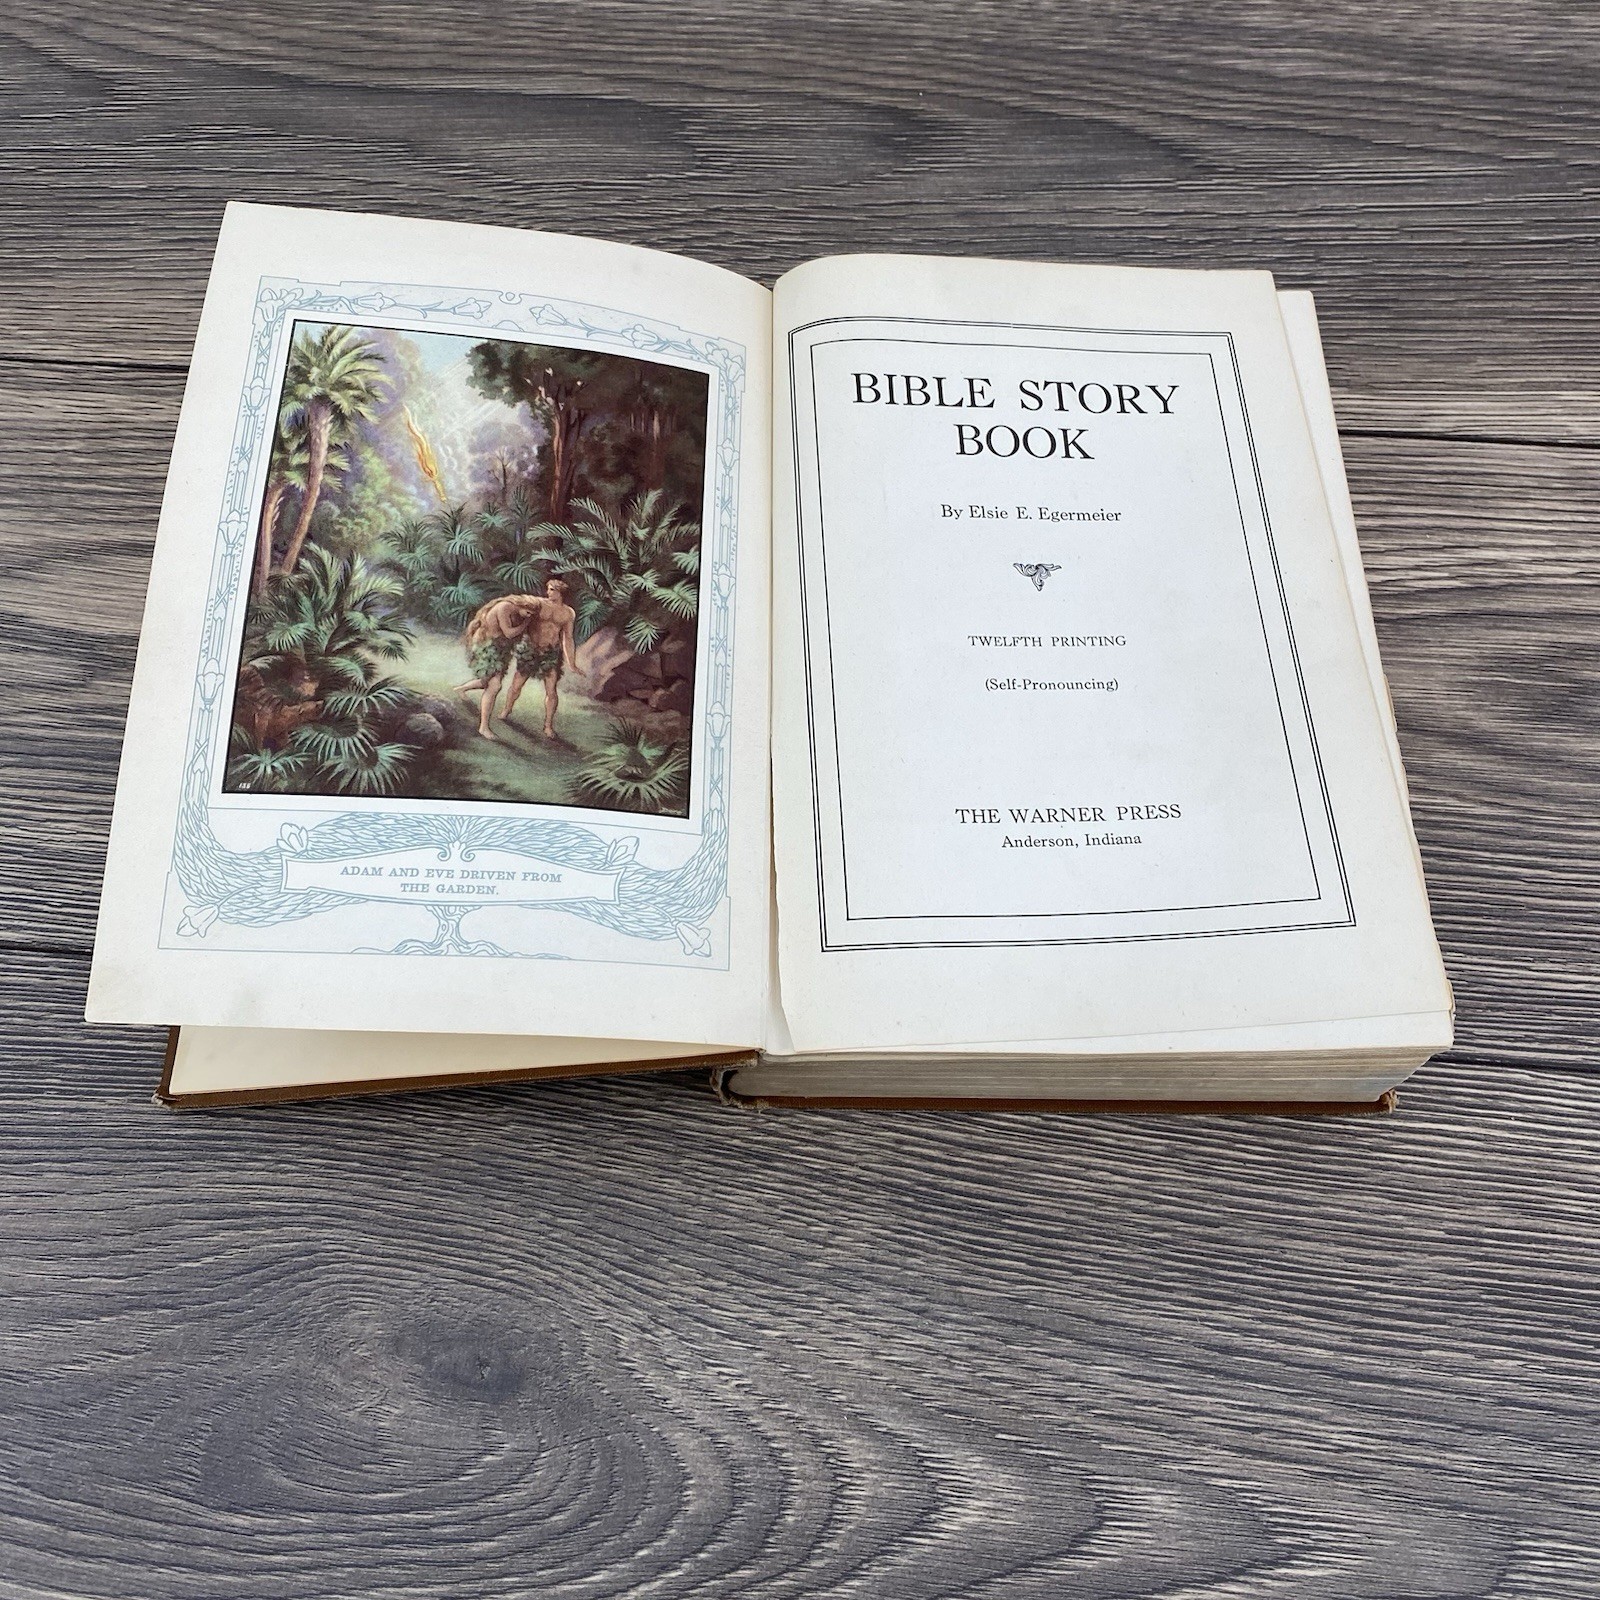 ADAM AND EVE DRIVEN FROM
THE GARDEN.
BIBLE STORY
BOOK
By Elsie E. Egermeier
TWELFTH PRINTING
(Self-Pronouncing)
THE WARNER PRESS
Anderson, Indiana